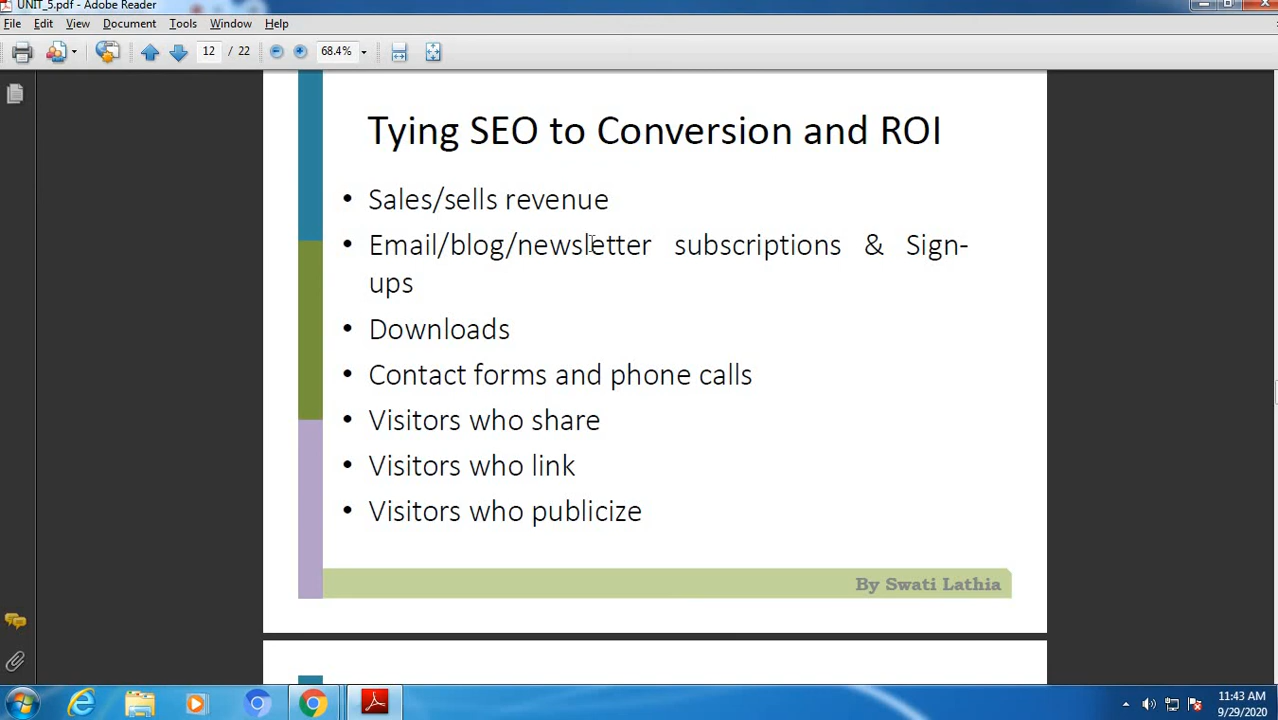 UNIT_5.pdf - Adobe Reader
File Edit View Document Tools Window Help
12 / 22 68.4%
Tying SEO to Conversion and ROI
• Sales/sells revenue
• Email/blog/newsletter subscriptions & Sign-
ups
• Downloads
• Contact forms and phone calls
• Visitors who share
• Visitors who link
• Visitors who publicize
By Swati Lathia
11:43 AM
9/29/2020